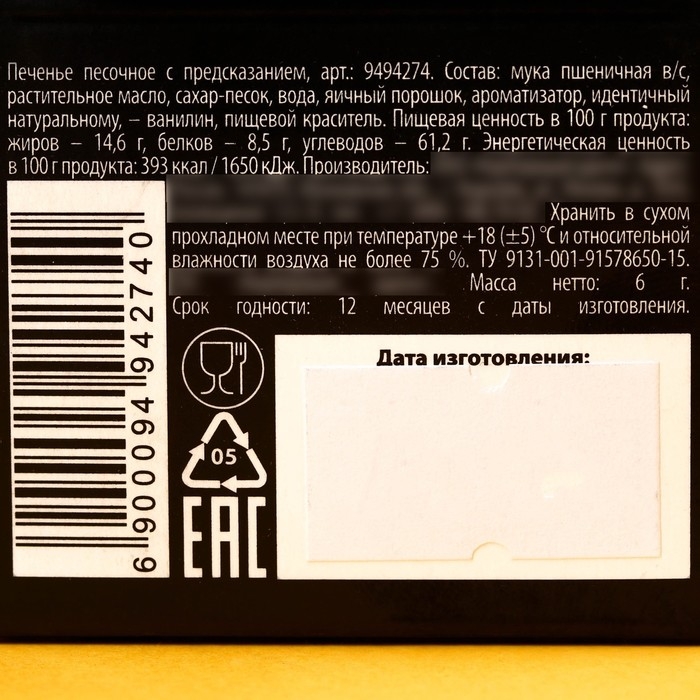 Печенье песочное с предсказанием, арт.: 9494274. Состав: мука пшеничная в/с,
растительное масло, сахар-песок, вода, яичный порошок, ароматизатор, идентичный
натуральному, – ванилин, пищевой краситель. Пищевая ценность в 100 г продукта:
жиров – 14,6 г, белков – 8,5 г, углеводов – 61,2 г. Энергетическая ценность
в 100 г продукта: 393 ккал / 1650 кДж. Производитель:
Хранить в сухом
прохладном месте при температуре +18 (±5) °С и относительной
влажности воздуха не более 75 %. ТУ 9131-001-91578650-15.
Масса нетто: 6 г.
Срок годности: 12 месяцев с даты изготовления.
6 900094 942740
Дата изготовления:
05
EAC